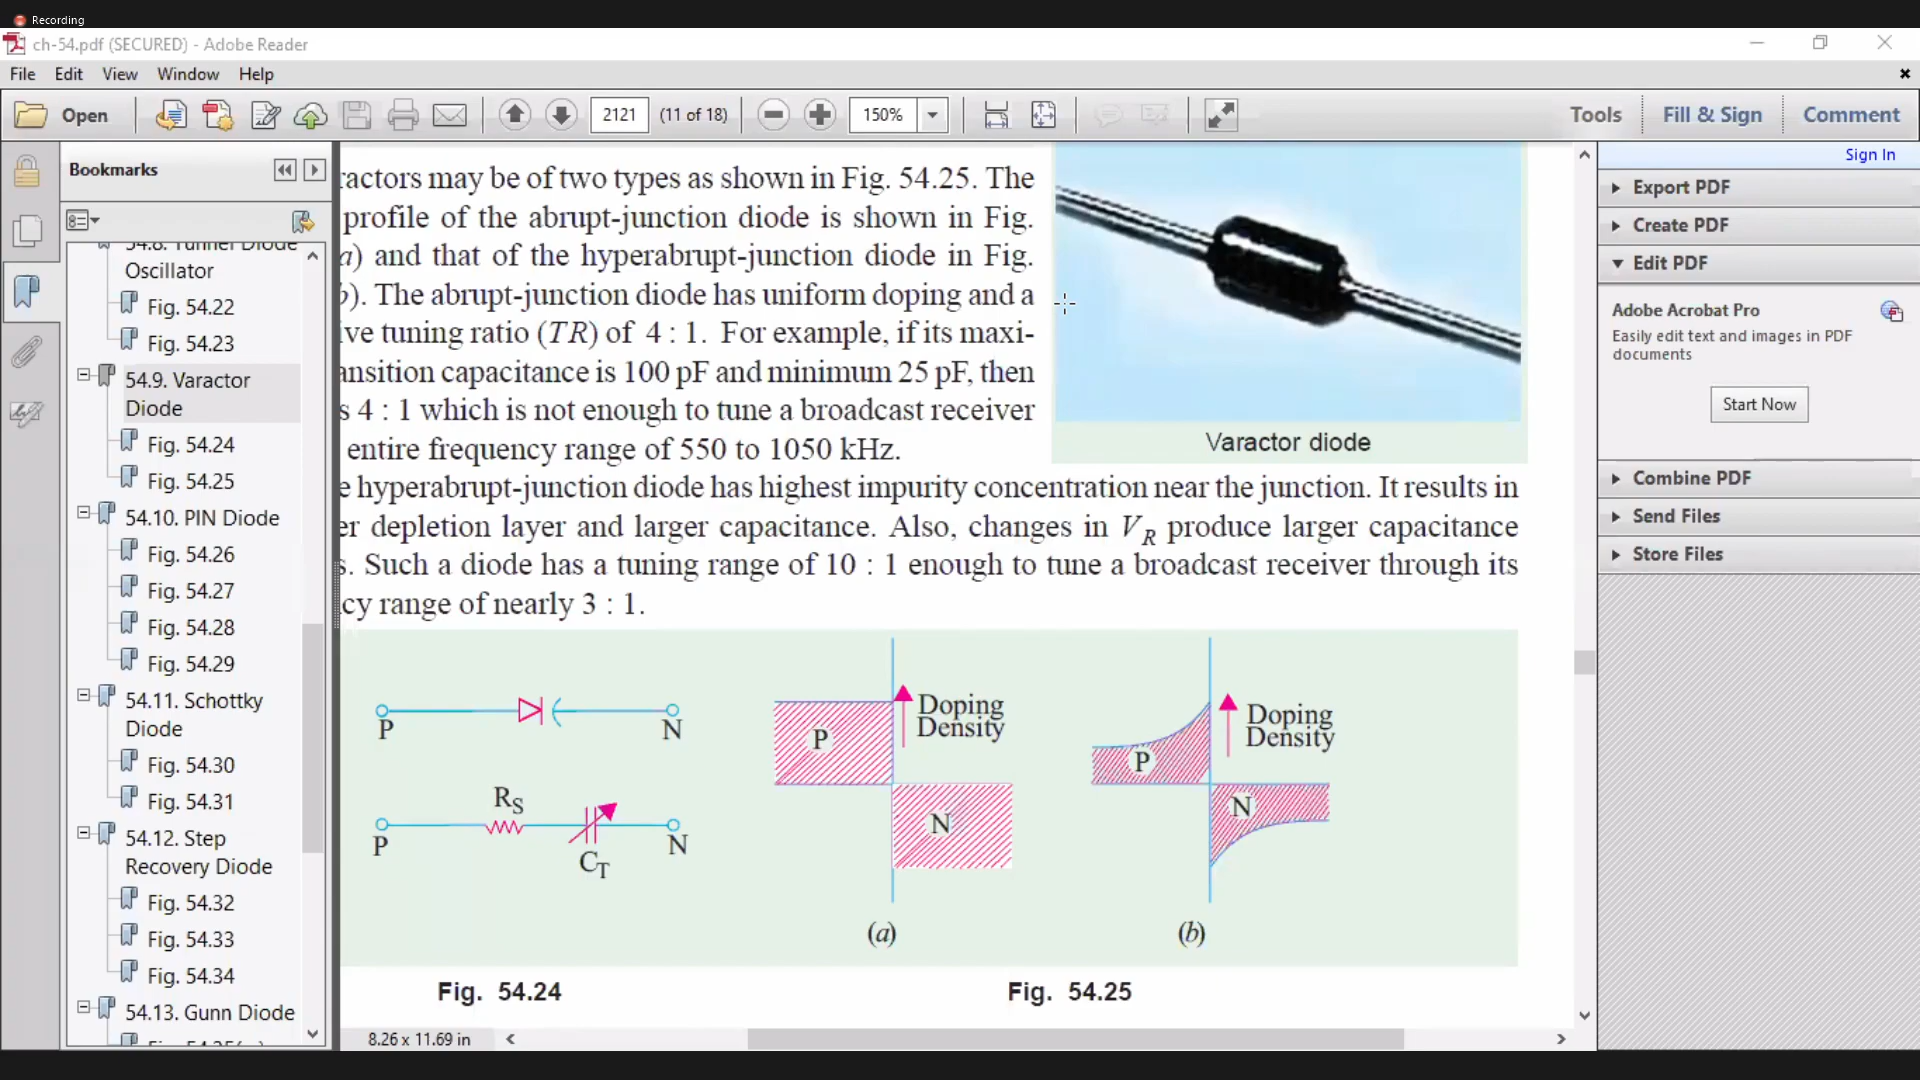 Recording
ch-54.pdf (SECURED) - Adobe Reader
File Edit View Window Help
Open 2121 (11 of 18) 150% Tools Fill & Sign Comment
Sign In
Bookmarks
54.8. Tunnel Diode
Oscillator
Fig. 54.22
Fig. 54.23
54.9. Varactor
Diode
Fig. 54.24
Fig. 54.25
54.10. PIN Diode
Fig. 54.26
Fig. 54.27
Fig. 54.28
Fig. 54.29
54.11. Schottky
Diode
Fig. 54.30
Fig. 54.31
54.12. Step
Recovery Diode
Fig. 54.32
Fig. 54.33
Fig. 54.34
54.13. Gunn Diode
ractors may be of two types as shown in Fig. 54.25. The
profile of the abrupt-junction diode is shown in Fig.
a) and that of the hyperabrupt-junction diode in Fig.
b). The abrupt-junction diode has uniform doping and a
ive tuning ratio (TR) of 4 : 1. For example, if its maxi-
ansition capacitance is 100 pF and minimum 25 pF, then
s 4 : 1 which is not enough to tune a broadcast receiver
entire frequency range of 550 to 1050 kHz.
Varactor diode
e hyperabrupt-junction diode has highest impurity concentration near the junction. It results in
er depletion layer and larger capacitance. Also, changes in VR produce larger capacitance
s. Such a diode has a tuning range of 10 : 1 enough to tune a broadcast receiver through its
cy range of nearly 3 : 1.
P N
RS
P CT N
P Doping
Density
N
(a)
P Doping
Density
N
(b)
Fig. 54.24 Fig. 54.25
8.26 x 11.69 in
Export PDF
Create PDF
Edit PDF
Adobe Acrobat Pro
Easily edit text and images in PDF
documents
Start Now
Combine PDF
Send Files
Store Files